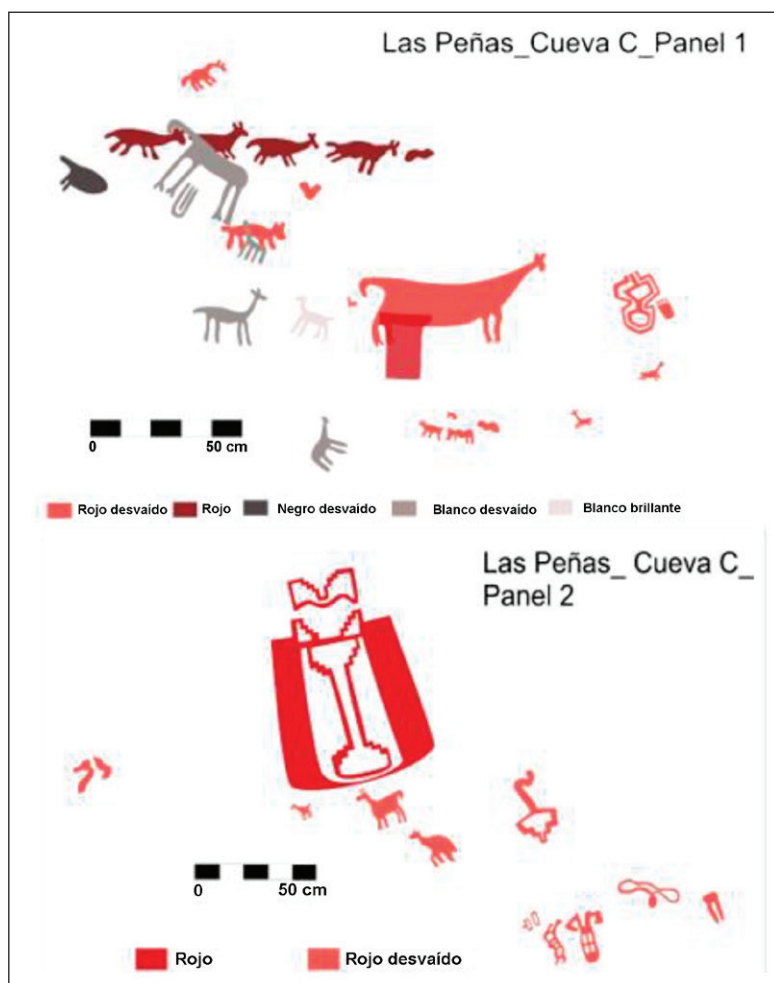 Las Peñas_Cueva C_Panel 1
0 50 cm
Rojo desvaído Rojo Negro desvaído Blanco desvaído Blanco brillante
Las Peñas_ Cueva C_
Panel 2
0 50 cm
Rojo Rojo desvaído